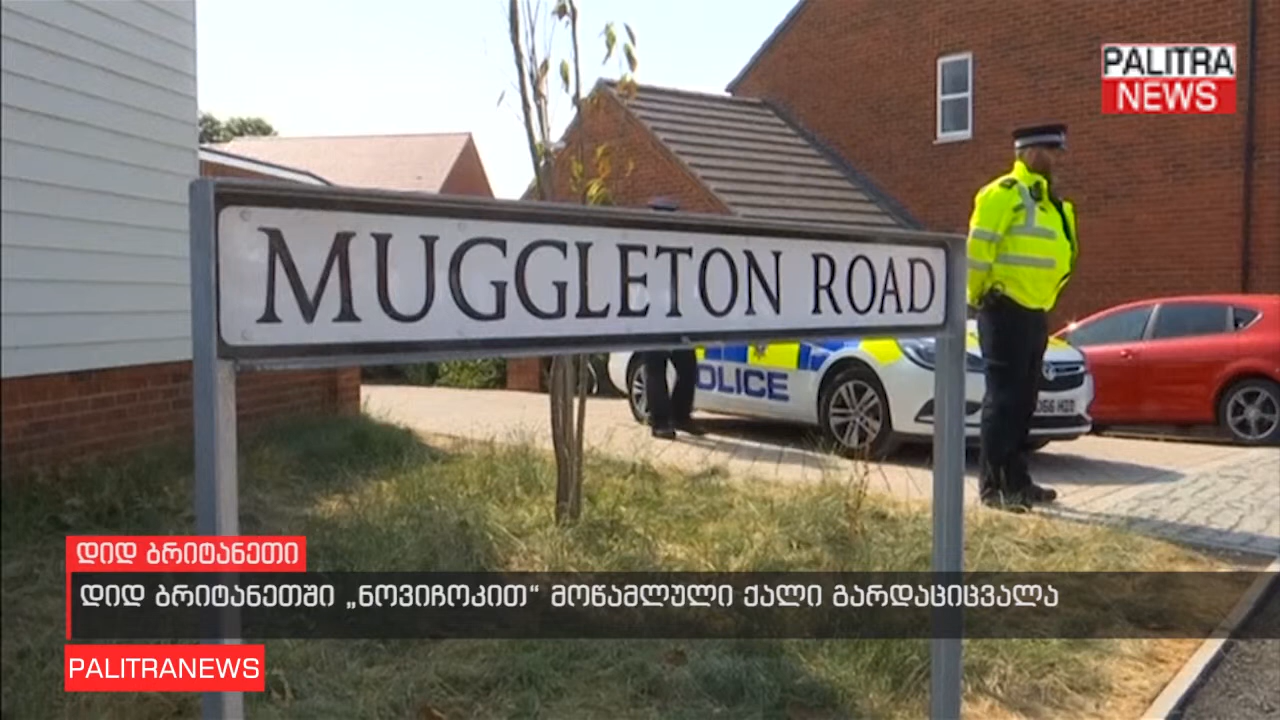 PALITRA
NEWS
MUGGLETON ROAD
POLICE
დიდ ბრიტანეთი
დიდ ბრიტანეთში „ნოვიჩოკით“ მოწამლული ქალი გარდაიცვალა
PALITRANEWS